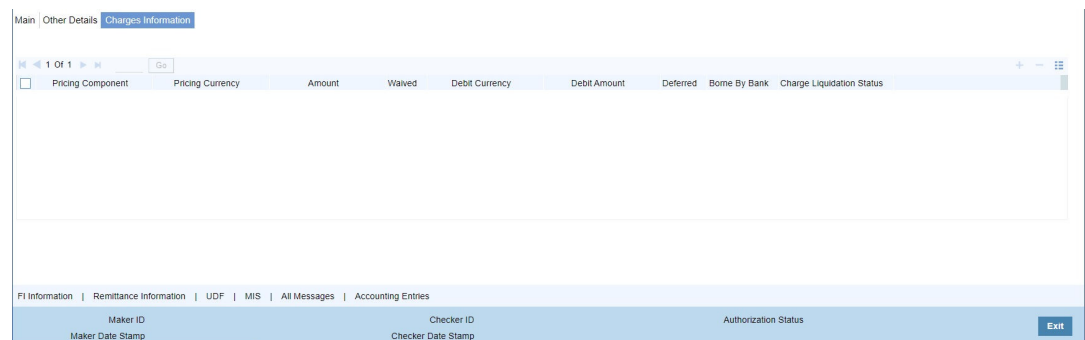 Main Other Details Charges Information
1 Of 1 Go
Pricing Component Pricing Currency Amount Waived Debit Currency Debit Amount Deferred Borne By Bank Charge Liquidation Status
FI Information | Remittance Information | UDF | MIS | All Messages | Accounting Entries
Maker ID Checker ID Authorization Status
Exit
Maker Date Stamp Checker Date Stamp